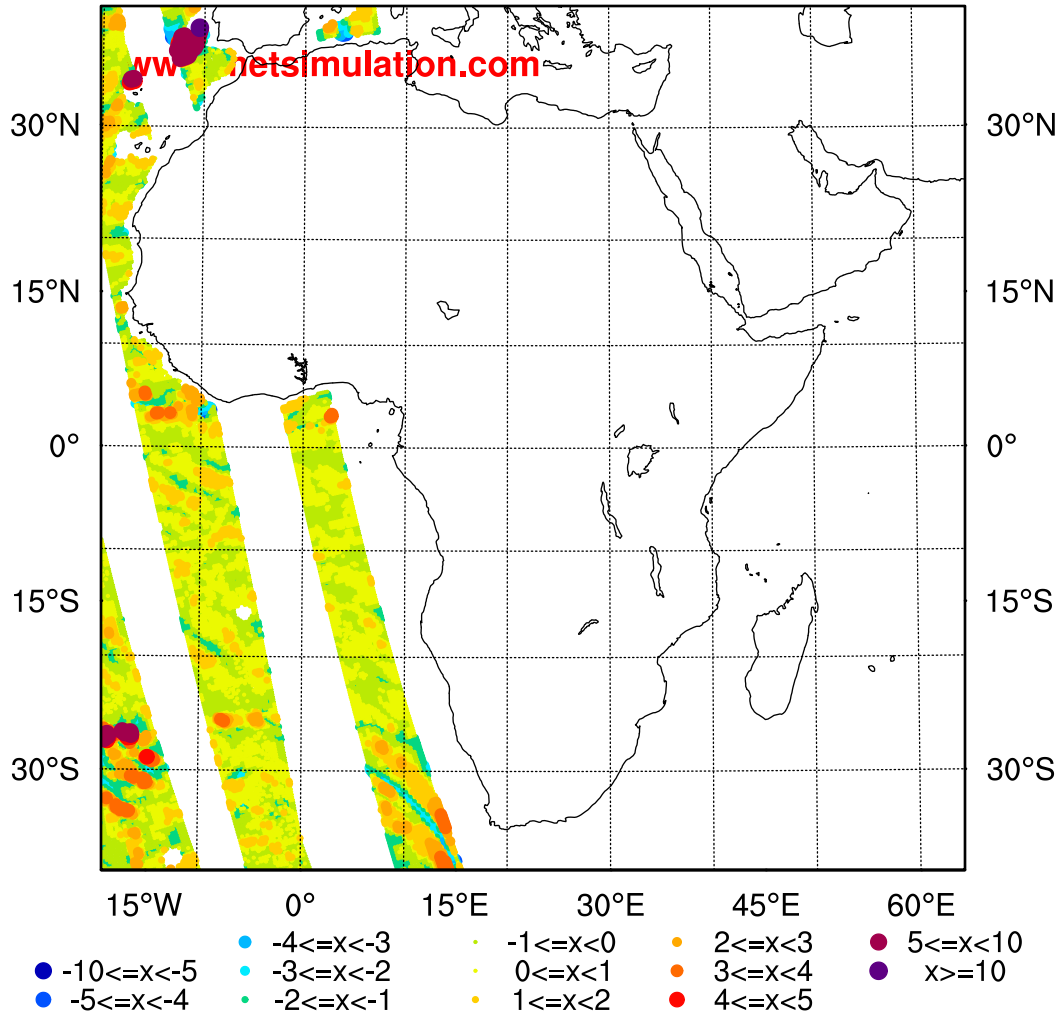 ww netsimulation.com
30°N 30°N
15°N 15°N
0° 0°
15°S 15°S
30°S 30°S
15°W 0° 15°E 30°E 45°E 60°E
-4<=x<-3 -1<=x<0 2<=x<3 5<=x<10
-10<=x<-5 -3<=x<-2 0<=x<1 3<=x<4 x>=10
-5<=x<-4 -2<=x<-1 1<=x<2 4<=x<5